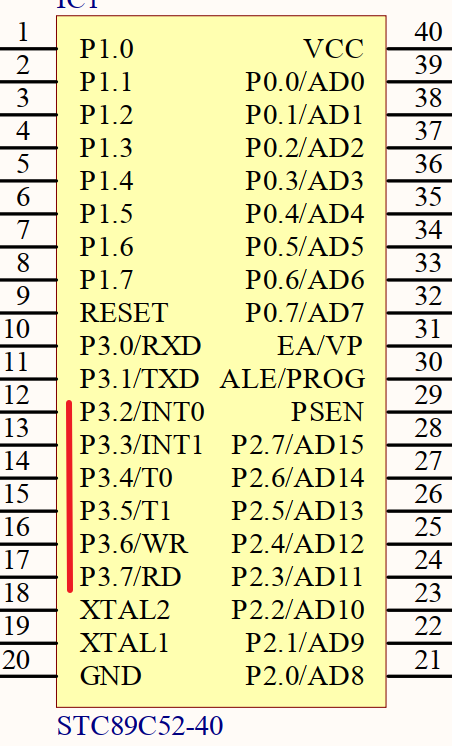 IC1
1 P1.0 VCC 40
2 P1.1 P0.0/AD0 39
3 P1.2 P0.1/AD1 38
4 P1.3 P0.2/AD2 37
5 P1.4 P0.3/AD3 36
6 P1.5 P0.4/AD4 35
7 P1.6 P0.5/AD5 34
8 P1.7 P0.6/AD6 33
9 RESET P0.7/AD7 32
10 P3.0/RXD EA/VP 31
11 P3.1/TXD ALE/PROG 30
12 P3.2/INT0 PSEN 29
13 P3.3/INT1 P2.7/AD15 28
14 P3.4/T0 P2.6/AD14 27
15 P3.5/T1 P2.5/AD13 26
16 P3.6/WR P2.4/AD12 25
17 P3.7/RD P2.3/AD11 24
18 XTAL2 P2.2/AD10 23
19 XTAL1 P2.1/AD9 22
20 GND P2.0/AD8 21
STC89C52-40